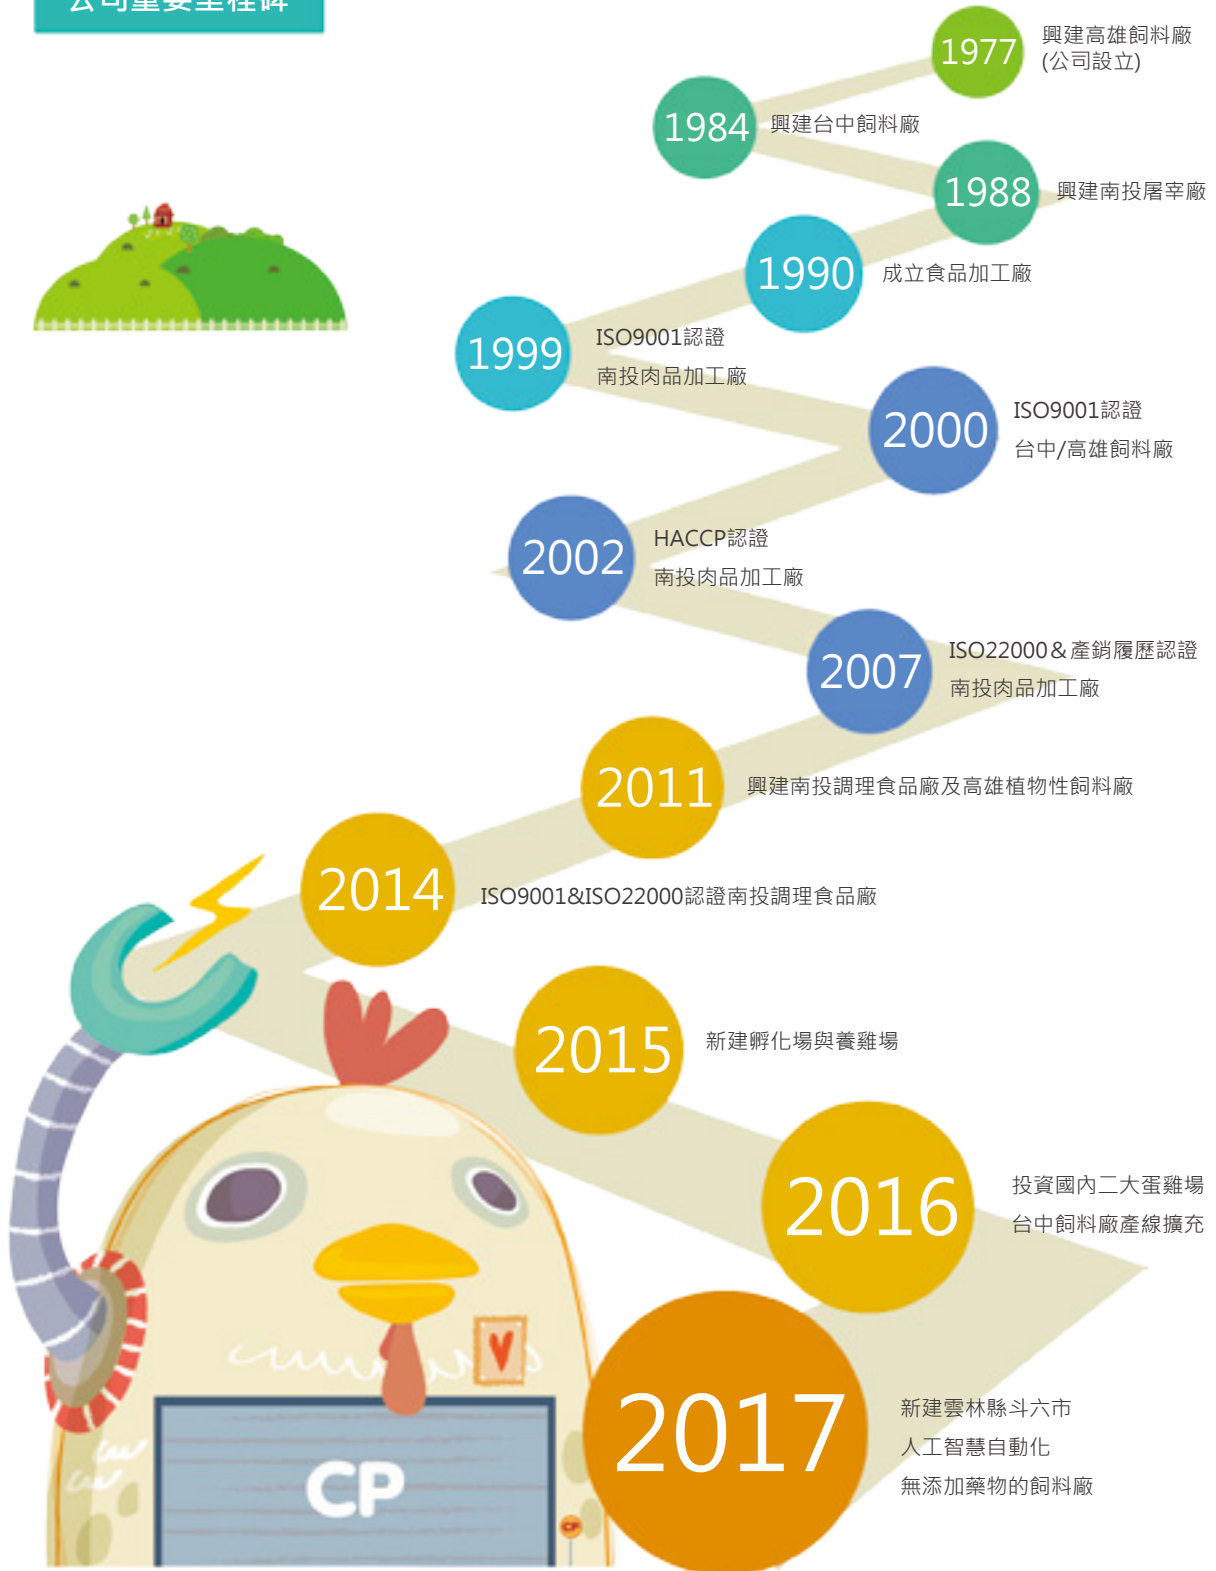 公司重要里程碑
1977
興建高雄飼料廠
(公司設立)
1984
興建台中飼料廠
1988
興建南投屠宰廠
1990
成立食品加工廠
1999
ISO9001認證
南投肉品加工廠
2000
ISO9001認證
台中/高雄飼料廠
2002
HACCP認證
南投肉品加工廠
2007
ISO22000＆產銷履歷認證
南投肉品加工廠
2011
興建南投調理食品廠及高雄植物性飼料廠
2014
ISO9001&ISO22000認證南投調理食品廠
2015
新建孵化場與養雞場
2016
投資國內二大蛋雞場
台中飼料廠產線擴充
2017
新建雲林縣斗六市
人工智慧自動化
無添加藥物的飼料廠
CP
CP